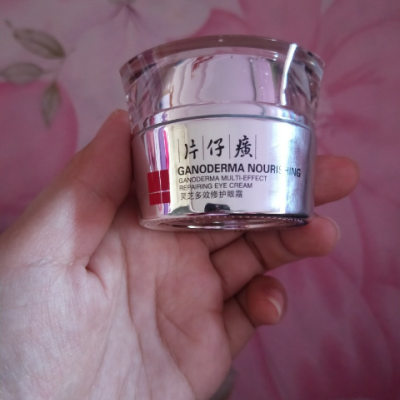 片仔癀
GANODERMA NOURISHING
GANODERMA MULTI-EFFECT
REPAIRING EYE CREAM
灵芝多效修护眼霜